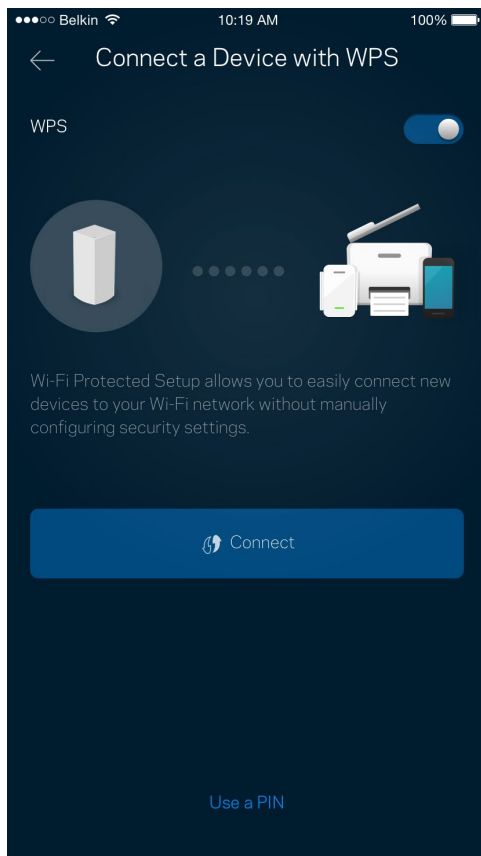 Belkin 10:19 AM 100%
Connect a Device with WPS
WPS
Wi-Fi Protected Setup allows you to easily connect new
devices to your Wi-Fi network without manually
configuring security settings.
Connect
Use a PIN